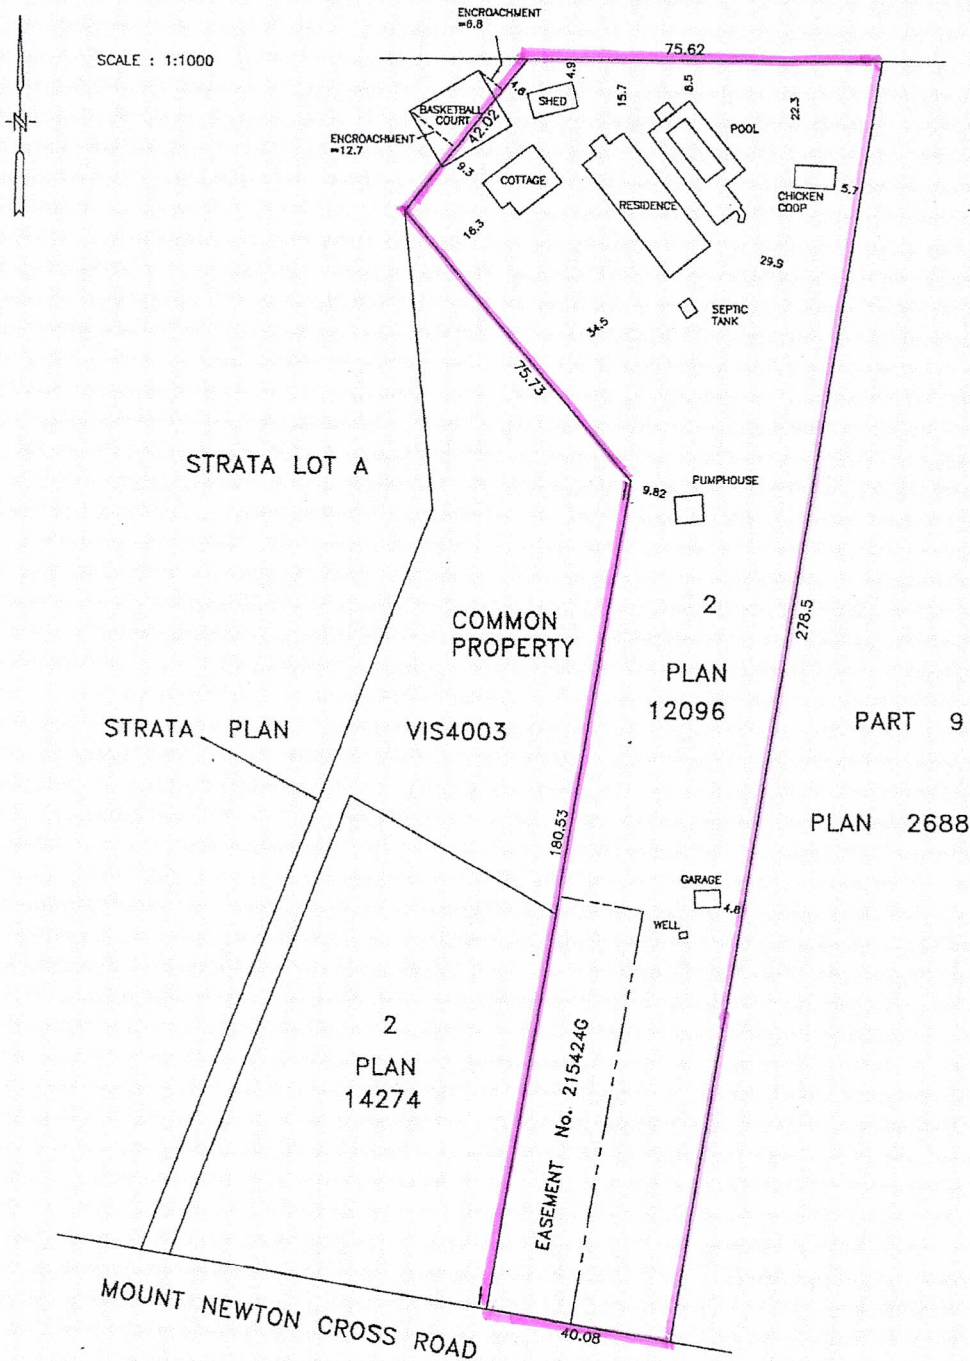 ENCROACHMENT
=6.8
75.62
SCALE : 1:1000
N
4.9
4.6
SHED
15.7
8.5
22.3
BASKETBALL
COURT
42.02
POOL
ENCROACHMENT
=12.7
9.3
COTTAGE
RESIDENCE
CHICKEN
COOP
5.7
16.3
29.9
SEPTIC
TANK
34.5
75.73
STRATA LOT A
9.82
PUMPHOUSE
2
278.5
COMMON
PROPERTY
PLAN
12096
PART 9
STRATA PLAN
VIS4003
PLAN 2688
180.53
GARAGE
4.8
WELL
2
PLAN
14274
EASEMENT No. 215424G
MOUNT NEWTON CROSS ROAD
40.08